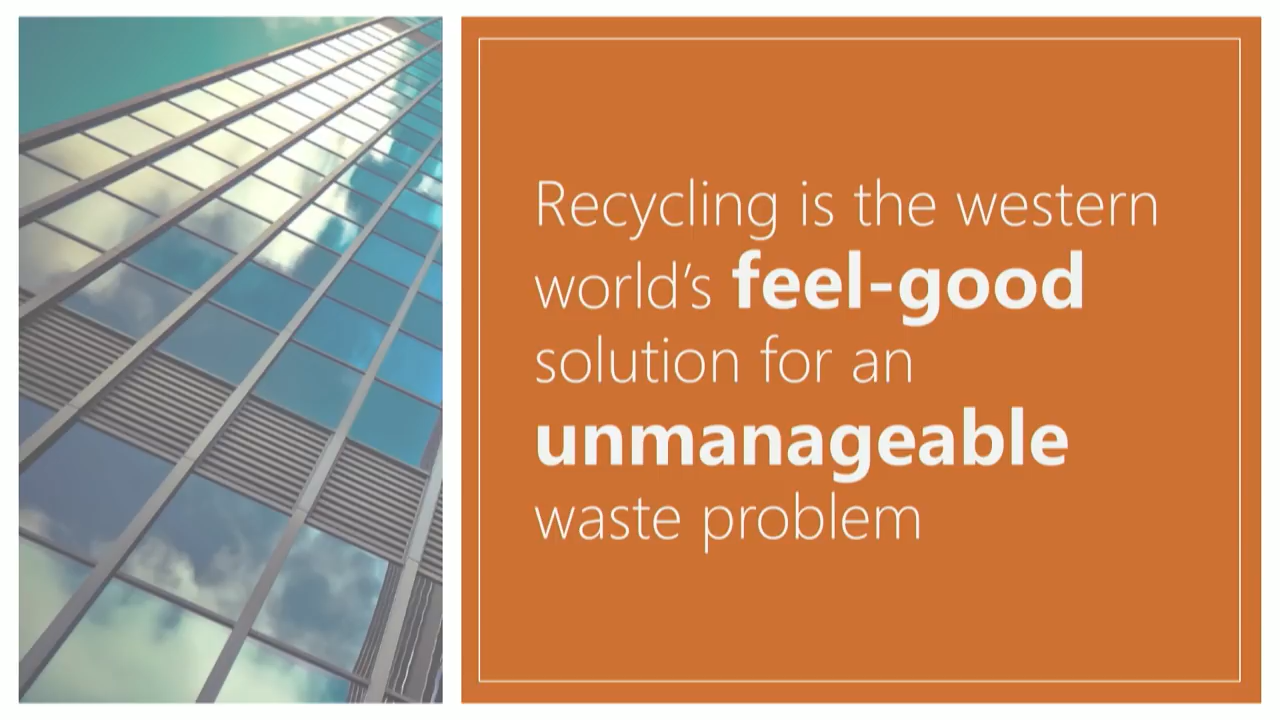 Recycling is the western
world’s feel-good
solution for an
unmanageable
waste problem